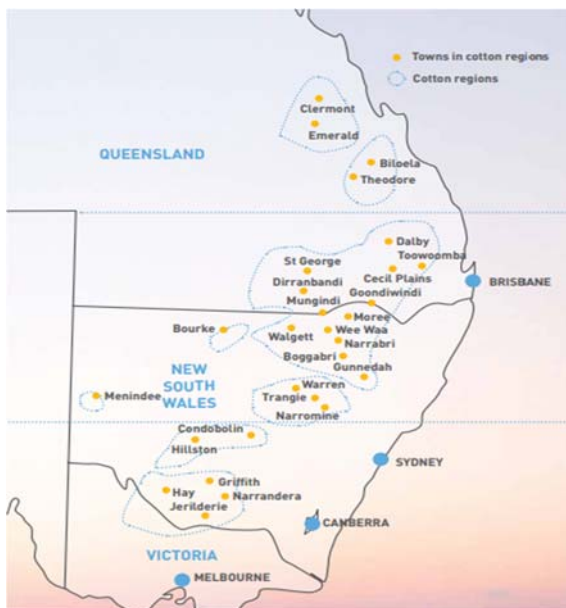 Towns in cotton regions
Cotton regions
Clermont
Emerald
QUEENSLAND
Biloela
Theodore
Dalby
Toowoomba
St George
Cecil Plains
Dirranbandi
BRISBANE
Mungindi
Goondiwindi
Moree
Bourke
Wee Waa
Walgett
Narrabri
Boggabri
Gunnedah
NEW
SOUTH
WALES
Warren
Menindee
Trangie
Narromine
Condobolin
Hillston
SYDNEY
Griffith
Hay
Narrandera
Jerilderie
CANBERRA
VICTORIA
MELBOURNE